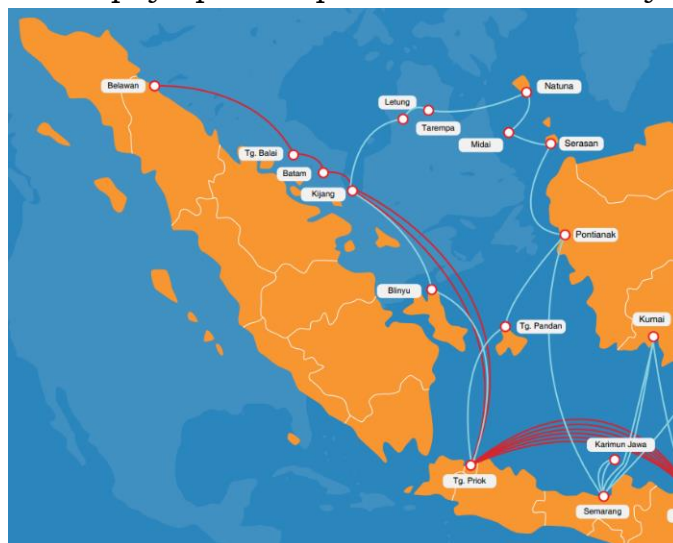 Belawan
Natuna
Letung
Tarempa
Midai
Serasan
Tg. Balai
Batam
Kijang
Pontianak
Blinyu
Tg. Pandan
Kumai
Karimun Jawa
Tg. Priok
Semarang